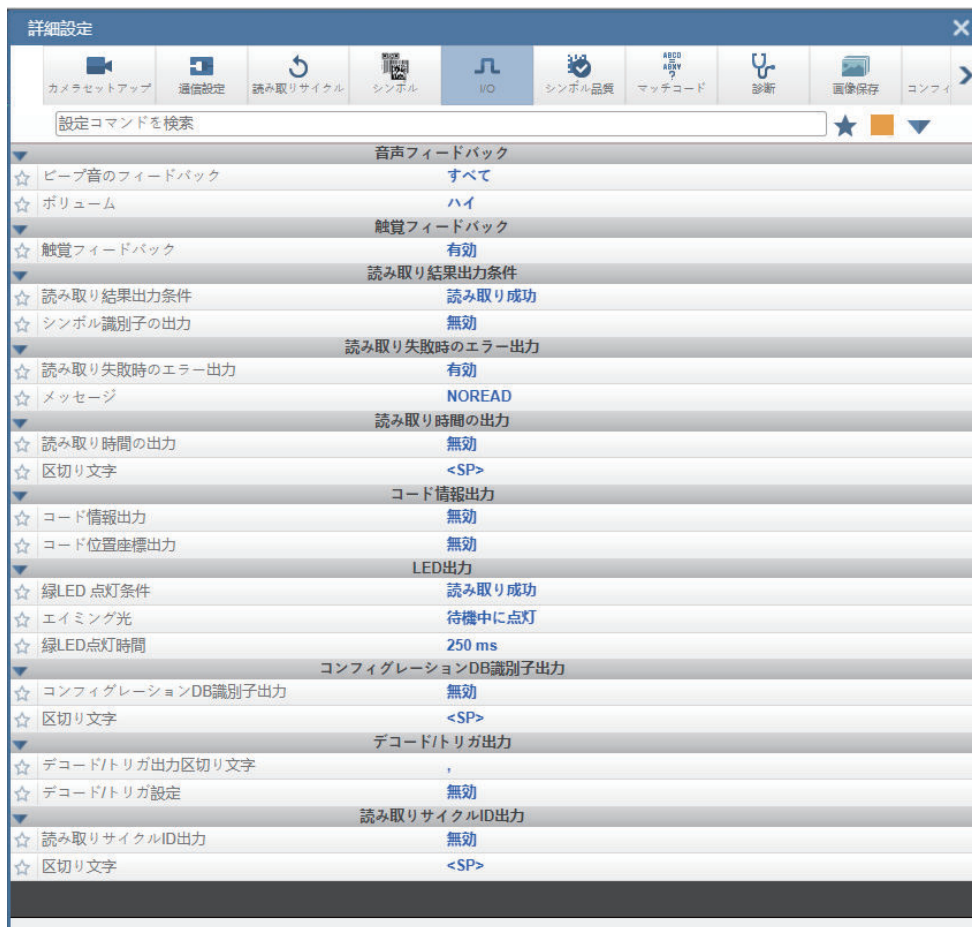 詳細設定
カメラセットアップ 通信設定 読み取りサイクル シンボル I/O シンボル品質 マッチコード 診断 画像保存 コンフィ
設定コマンドを検索
音声フィードバック
ビープ音のフィードバック すべて
ボリューム ハイ
触覚フィードバック
触覚フィードバック 有効
読み取り結果出力条件
読み取り結果出力条件 読み取り成功
シンボル識別子の出力 無効
読み取り失敗時のエラー出力
読み取り失敗時のエラー出力 有効
メッセージ NOREAD
読み取り時間の出力
読み取り時間の出力 無効
区切り文字 <SP>
コード情報出力
コード情報出力 無効
コード位置座標出力 無効
LED出力
緑LED 点灯条件 読み取り成功
エイミング光 待機中に点灯
緑LED点灯時間 250 ms
コンフィグレーションDB識別子出力
コンフィグレーションDB識別子出力 無効
区切り文字 <SP>
デコード/トリガ出力
デコード/トリガ出力区切り文字 ,
デコード/トリガ設定 無効
読み取りサイクルID出力
読み取りサイクルID出力 無効
区切り文字 <SP>